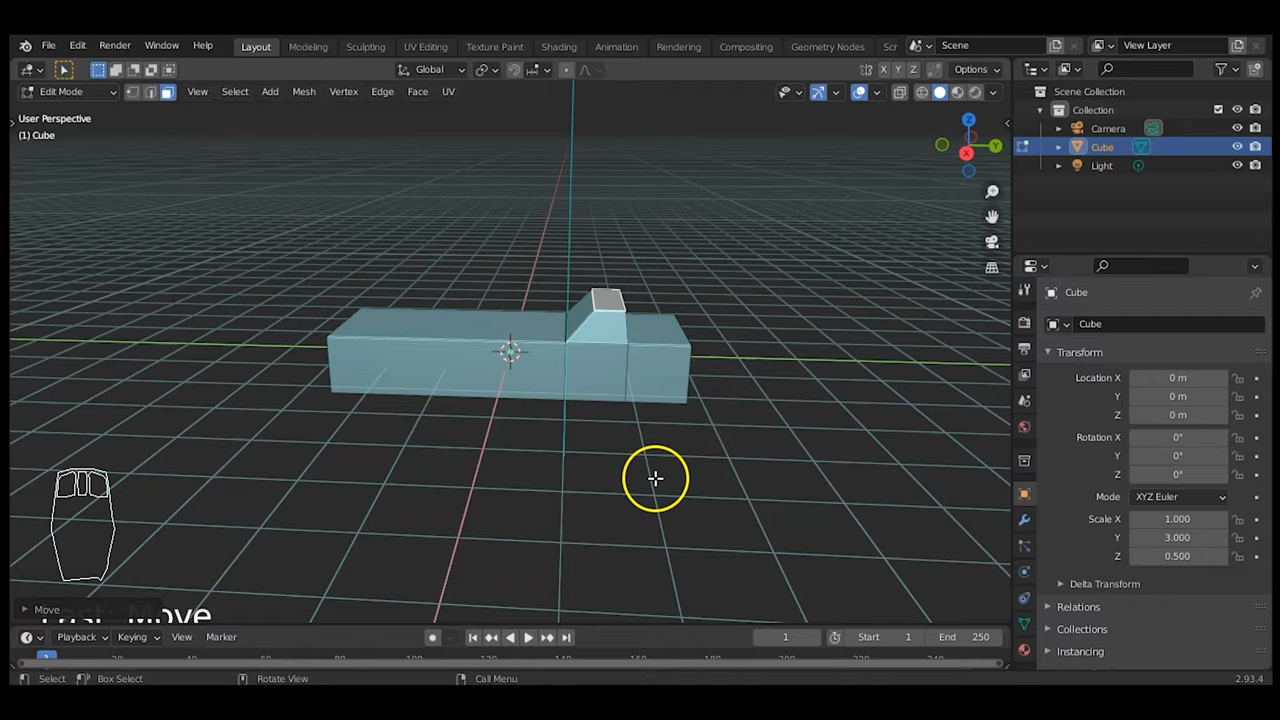 File Edit Render Window Help Layout Modeling Sculpting UV Editing Texture Paint Shading Animation Rendering Compositing Geometry Nodes Scr Scene View Layer
Global X Y Z Options
Edit Mode View Select Add Mesh Vertex Edge Face UV
User Perspective
(1) Cube
Z
Y
X
Scene Collection
Collection
Camera
Cube
Light
Cube
Cube
Transform
Location X 0 m
Y 0 m
Z 0 m
Rotation X 0°
Y 0°
Z 0°
Mode XYZ Euler
Scale X 1.000
Y 3.000
Z 0.500
Delta Transform
Relations
Collections
Instancing
Move
Last: Move
Playback Keying View Marker 1 Start 1 End 250
1
Select Box Select Rotate View Call Menu 2.93.4